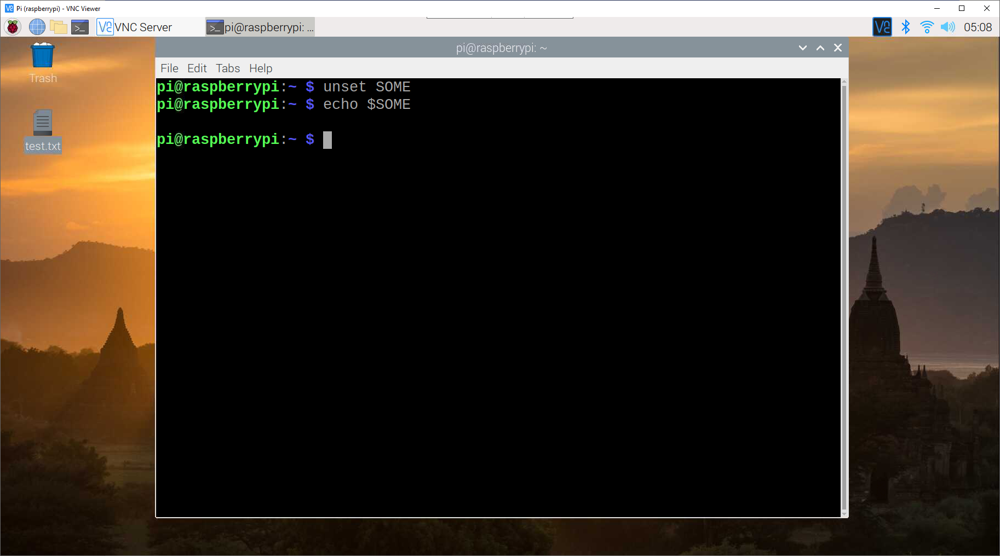 Pi (raspberrypi) - VNC Viewer
VNC Server
pi@raspberrypi: ...
05:08
Trash
test.txt
pi@raspberrypi: ~
File Edit Tabs Help
pi@raspberrypi:~ $ unset SOME
pi@raspberrypi:~ $ echo $SOME
pi@raspberrypi:~ $